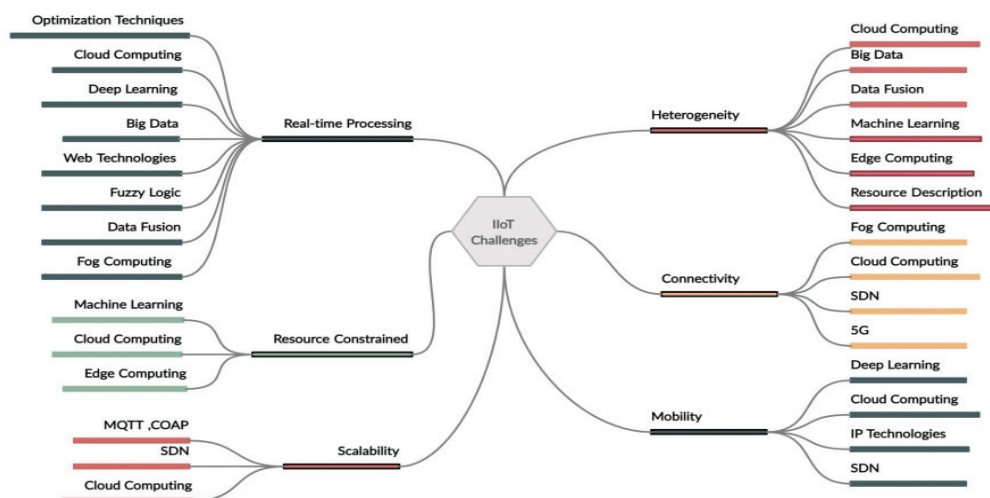 Optimization Techniques
Cloud Computing
Deep Learning
Big Data
Web Technologies
Fuzzy Logic
Data Fusion
Fog Computing
Real-time Processing
Machine Learning
Cloud Computing
Edge Computing
Resource Constrained
MQTT ,COAP
SDN
Cloud Computing
Scalability
IIoT
Challenges
Heterogeneity
Cloud Computing
Big Data
Data Fusion
Machine Learning
Edge Computing
Resource Description
Connectivity
Fog Computing
Cloud Computing
SDN
5G
Mobility
Deep Learning
Cloud Computing
IP Technologies
SDN